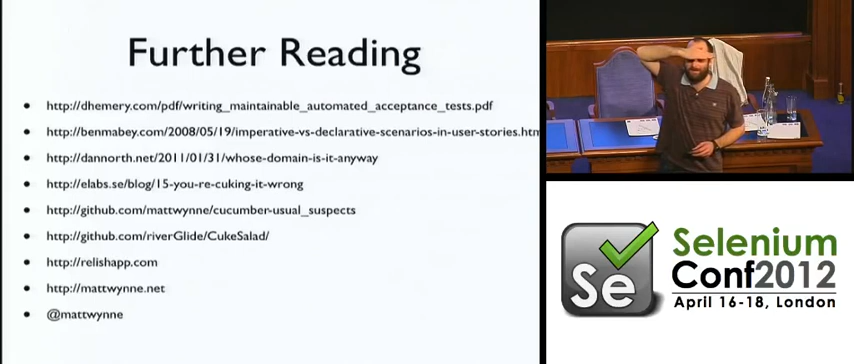 Further Reading
http://dhemery.com/pdf/writing_maintainable_automated_acceptance_tests.pdf
http://benmabey.com/2008/05/19/imperative-vs-declarative-scenarios-in-user-stories.htm
http://dannorth.net/2011/01/31/whose-domain-is-it-anyway
http://elabs.se/blog/15-you-re-cuking-it-wrong
http://github.com/mattwynne/cucumber-usual_suspects
http://github.com/riverGlide/CukeSalad/
http://relishapp.com
http://mattwynne.net
@mattwynne
Se
Selenium
Conf2012
April 16-18, London